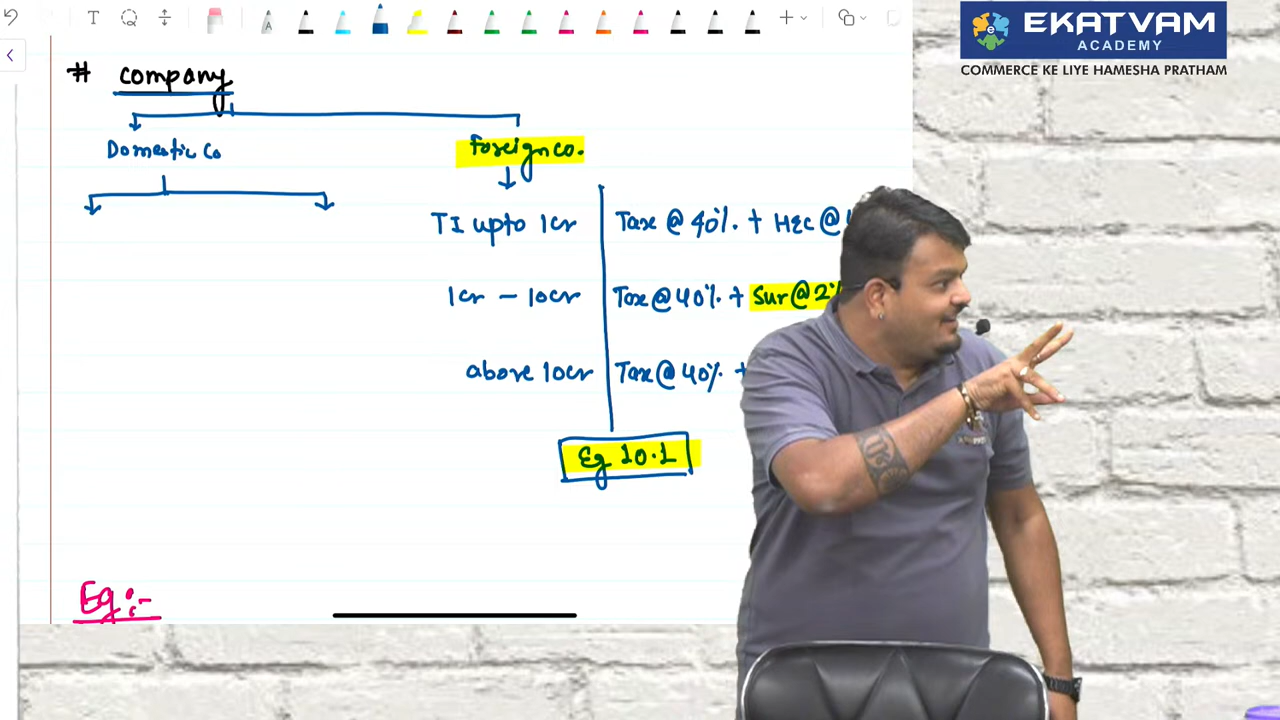 EKATVAM
ACADEMY
COMMERCE KE LIYE HAMESHA PRATHAM
# Company
Domestic Co
Foreign co.
TI upto 1cr Tax @ 40%. + H&C @
1cr - 10cr Tax @ 40%. + Sur @ 2%
above 10cr Tax @ 40% +
Eg 10.1
Eg:-